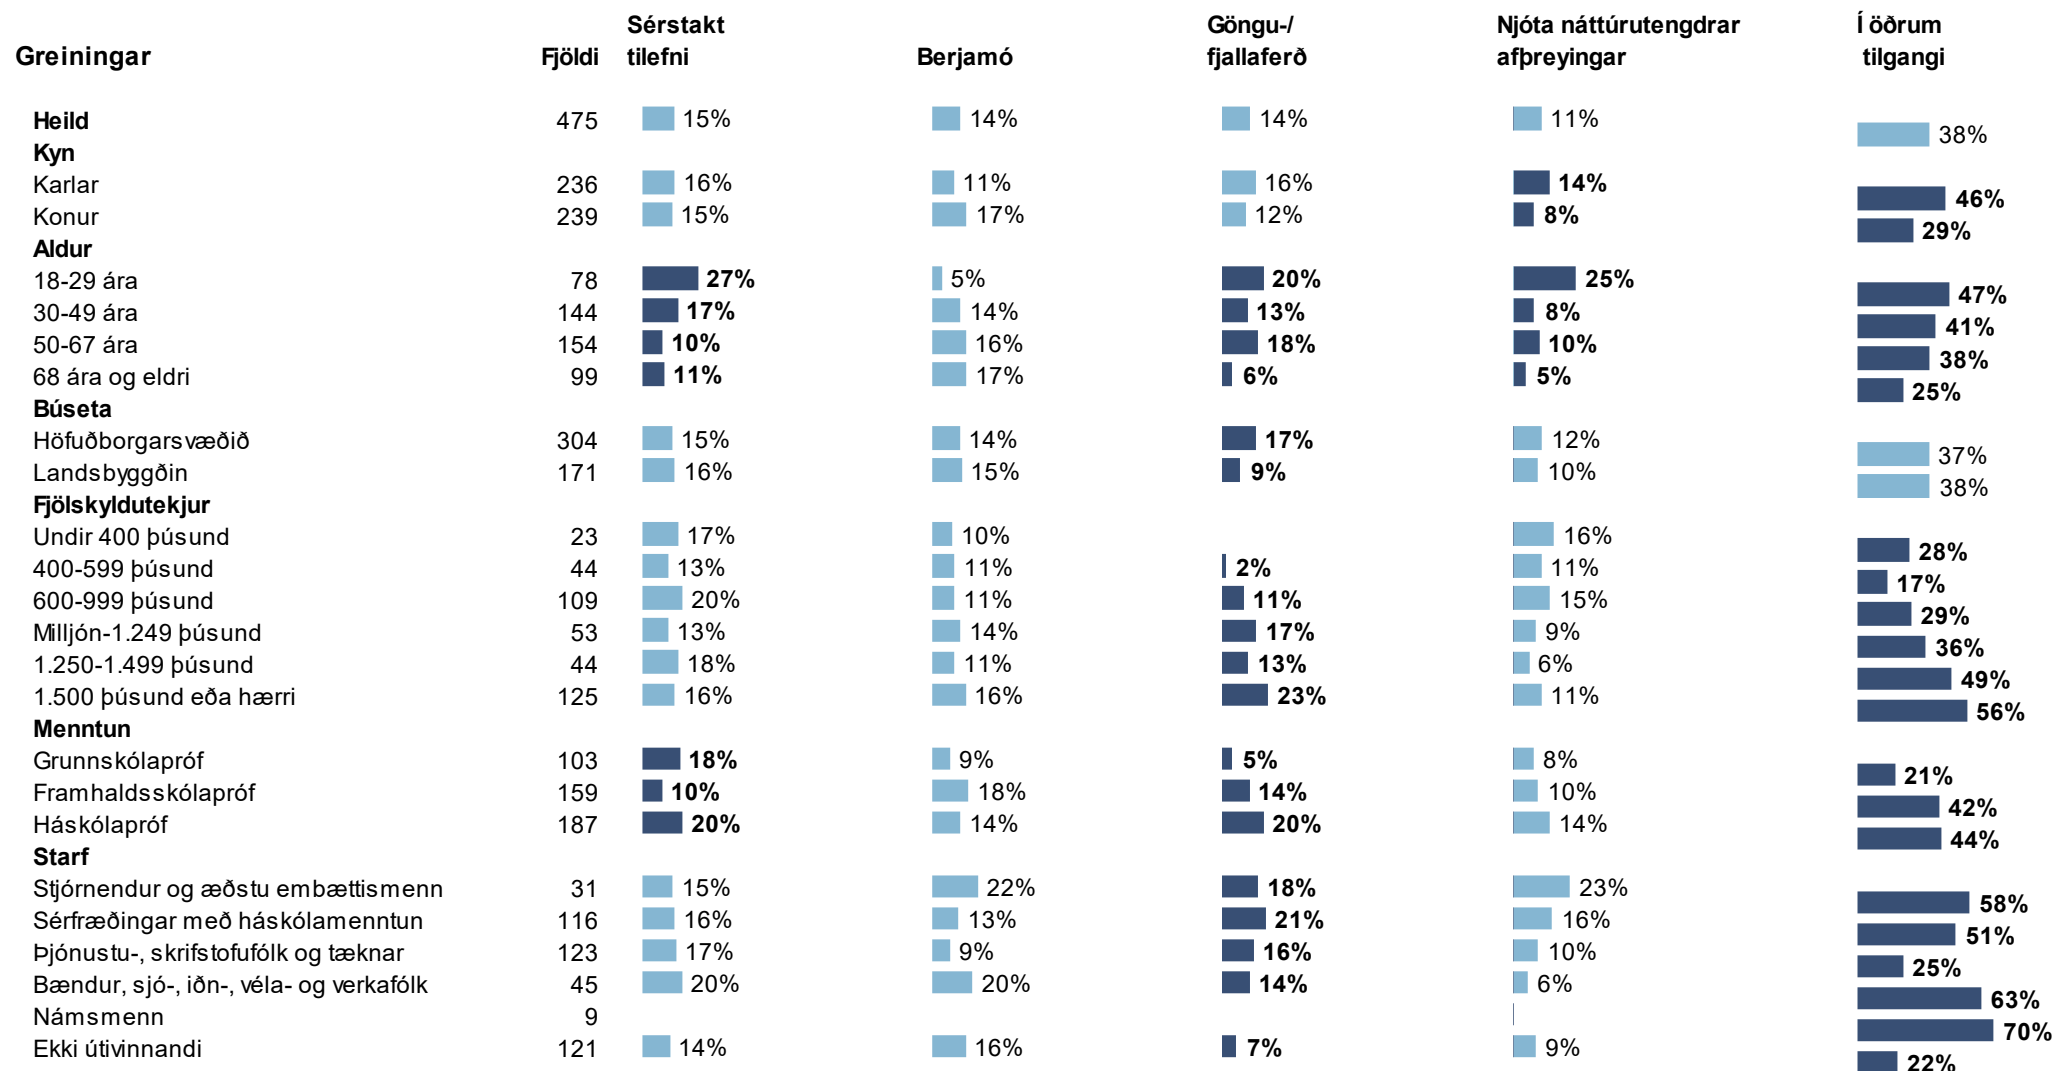 Greiningar Fjöldi Sérstakt tilefni Berjamó Göngu-/ fjallaferð Njóta náttúrutengdrar afþreyingar Í öðrum tilgangi
Heild 475 15% 14% 14% 11% 38%
Kyn
Karlar 236 16% 11% 16% 14% 46%
Konur 239 15% 17% 12% 8% 29%
Aldur
18-29 ára 78 27% 5% 20% 25% 47%
30-49 ára 144 17% 14% 13% 8% 41%
50-67 ára 154 10% 16% 18% 10% 38%
68 ára og eldri 99 11% 17% 6% 5% 25%
Búseta
Höfuðborgarsvæðið 304 15% 14% 17% 12% 37%
Landsbyggðin 171 16% 15% 9% 10% 38%
Fjölskyldutekjur
Undir 400 þúsund 23 17% 10% 16% 28%
400-599 þúsund 44 13% 11% 2% 11% 17%
600-999 þúsund 109 20% 11% 11% 15% 29%
Milljón-1.249 þúsund 53 13% 14% 17% 9% 36%
1.250-1.499 þúsund 44 18% 11% 13% 6% 49%
1.500 þúsund eða hærri 125 16% 16% 23% 11% 56%
Menntun
Grunnskólapróf 103 18% 9% 5% 8% 21%
Framhaldsskólapróf 159 10% 18% 14% 10% 42%
Háskólapróf 187 20% 14% 20% 14% 44%
Starf
Stjórnendur og æðstu embættismenn 31 15% 22% 18% 23% 58%
Sérfræðingar með háskólamenntun 116 16% 13% 21% 16% 51%
Þjónustu-, skrifstofufólk og tæknar 123 17% 9% 16% 10% 25%
Bændur, sjó-, iðn-, véla- og verkafólk 45 20% 20% 14% 6% 63%
Námsmenn 9 70%
Ekki útivinnandi 121 14% 16% 7% 9% 22%